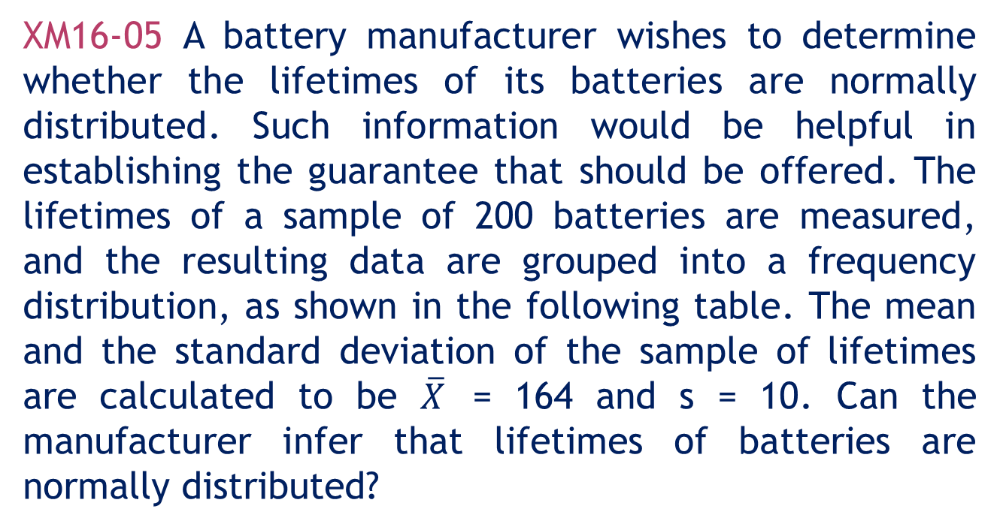 XM16-05 A battery manufacturer wishes to determine
whether the lifetimes of its batteries are normally
distributed. Such information would be helpful in
establishing the guarantee that should be offered. The
lifetimes of a sample of 200 batteries are measured,
and the resulting data are grouped into a frequency
distribution, as shown in the following table. The mean
and the standard deviation of the sample of lifetimes
are calculated to be X̅ = 164 and s = 10. Can the
manufacturer infer that lifetimes of batteries are
normally distributed?